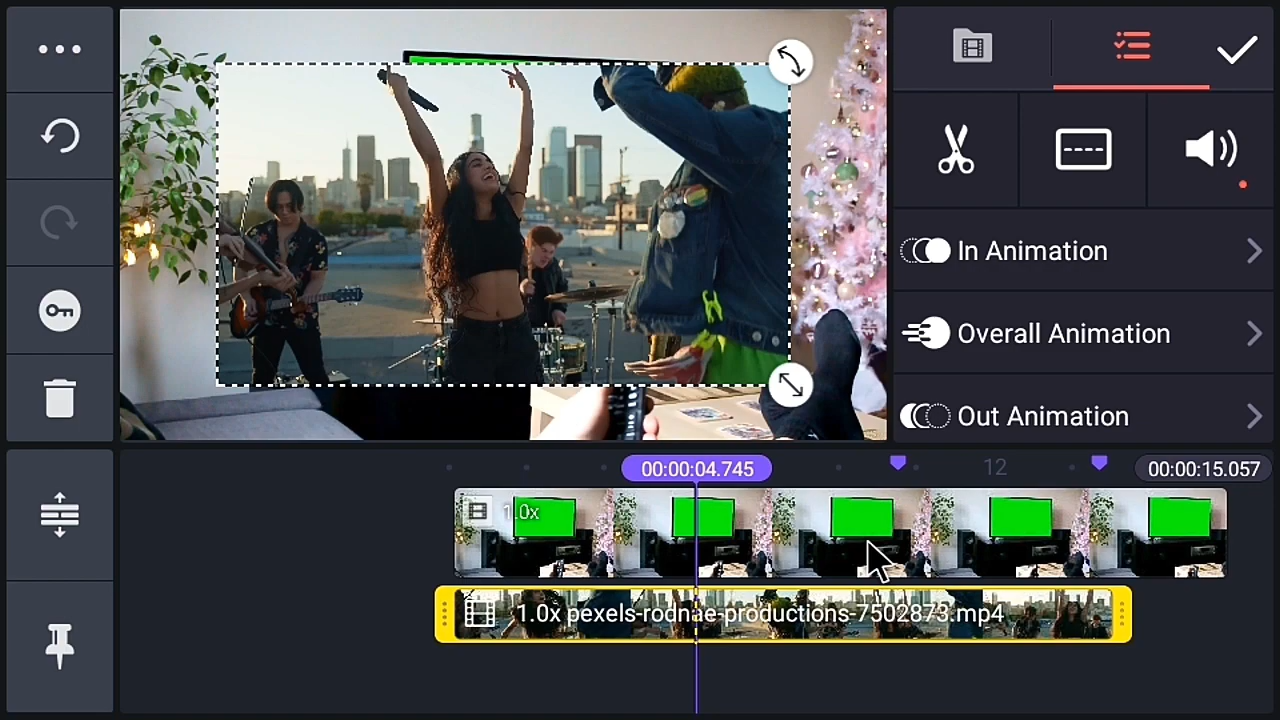 In Animation
Overall Animation
Out Animation
00:00:04.745
12
00:00:15.057
1.0x
1.0x pexels-rodnae-productions-7502873.mp4